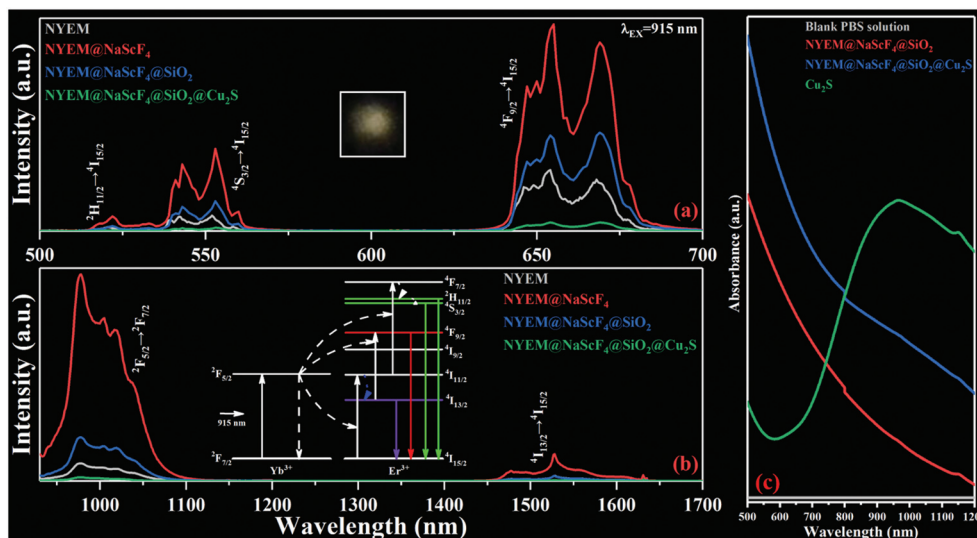 NYEM
NYEM@NaScF₄
NYEM@NaScF₄@SiO₂
NYEM@NaScF₄@SiO₂@Cu₂S
λEX=915 nm
²H₁₁/₂→⁴I₁₅/₂
⁴S₃/₂→⁴I₁₅/₂
⁴F₉/₂→⁴I₁₅/₂
Intensity (a.u.)
(a)
500 550 600 650 700
NYEM
NYEM@NaScF₄
NYEM@NaScF₄@SiO₂
NYEM@NaScF₄@SiO₂@Cu₂S
²F₅/₂→²F₇/₂
⁴F₇/₂
²H₁₁/₂
⁴S₃/₂
⁴F₉/₂
⁴I₉/₂
²F₅/₂
⁴I₁₁/₂
⁴I₁₃/₂
915 nm
²F₇/₂
⁴I₁₅/₂
Yb³⁺
Er³⁺
⁴I₁₃/₂→⁴I₁₅/₂
Intensity (a.u.)
(b)
1000 1100 1200 1300 1400 1500 1600 1700
Wavelength (nm)
Blank PBS solution
NYEM@NaScF₄@SiO₂
NYEM@NaScF₄@SiO₂@Cu₂S
Cu₂S
Absorbance (a.u.)
(c)
500 600 700 800 900 1000 1100
Wavelength (nm)